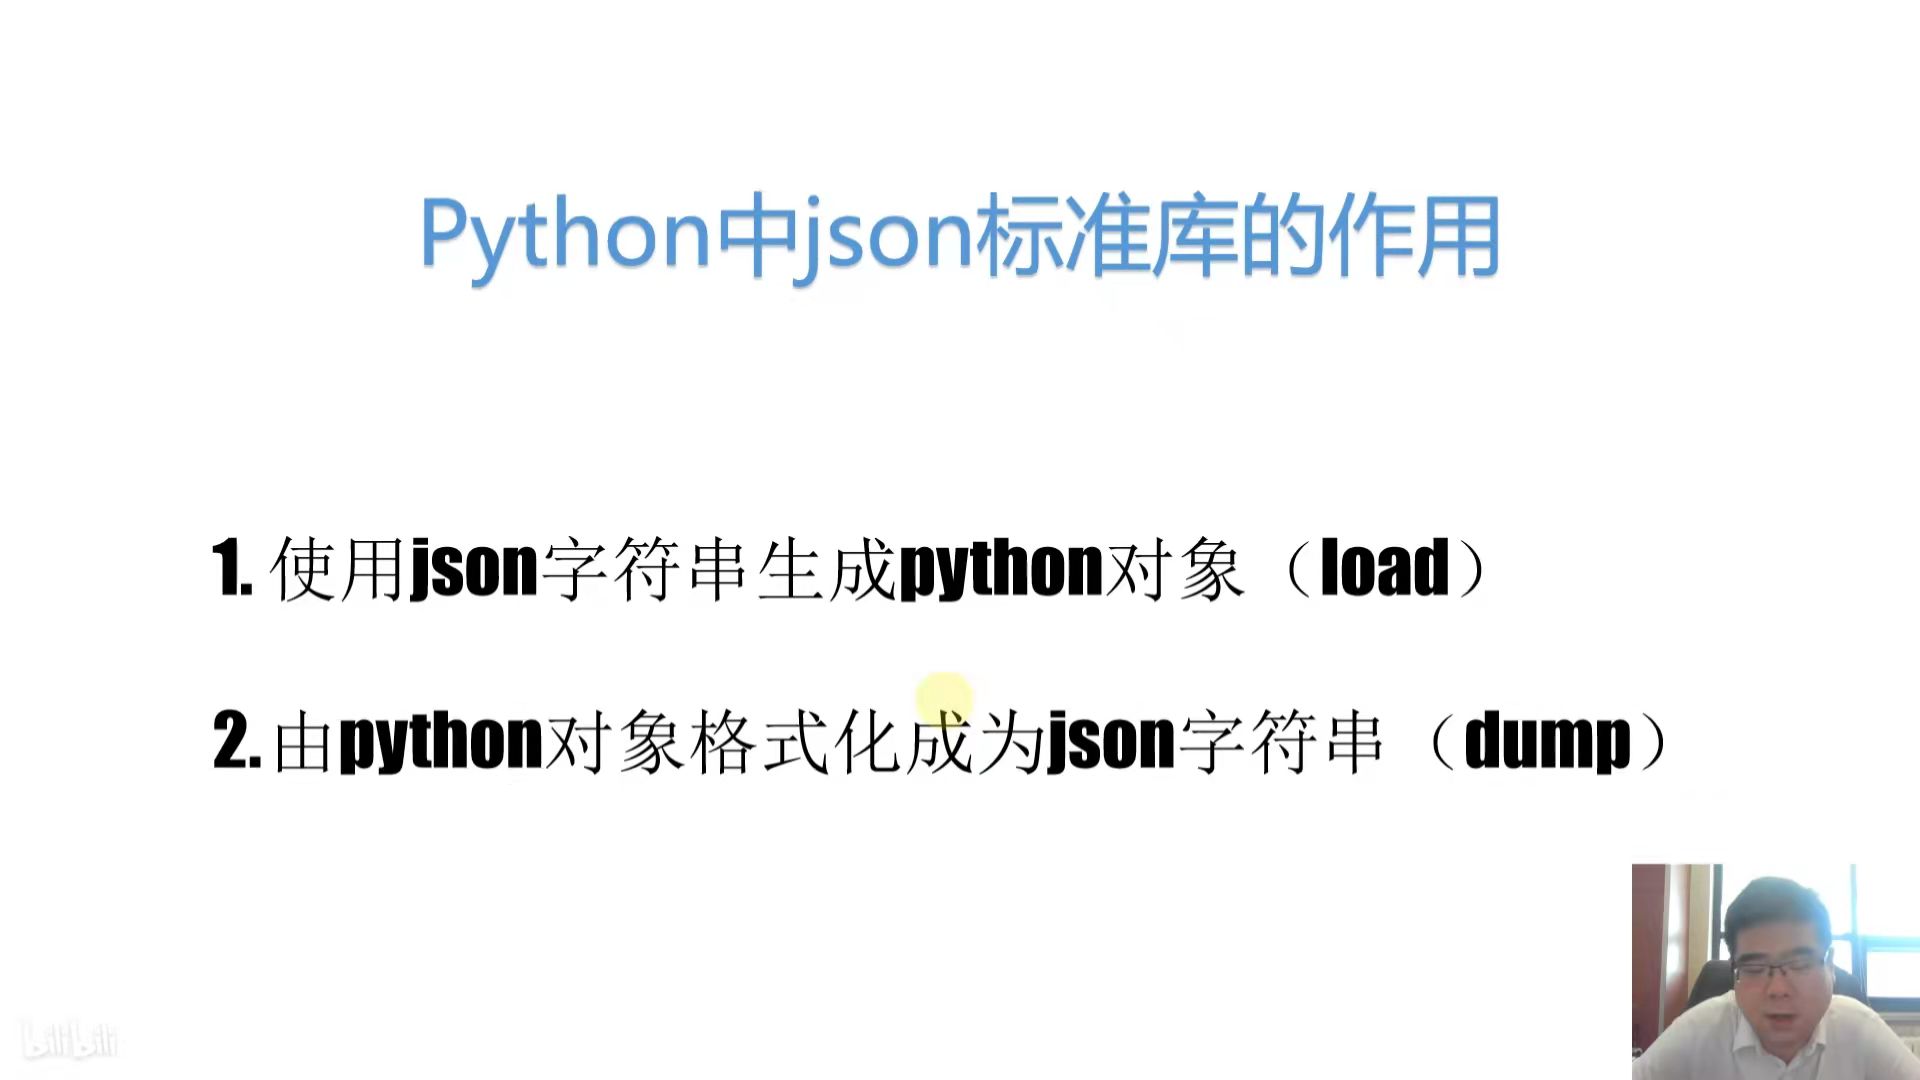 Python中json标准库的作用
1. 使用json字符串生成python对象（load）
2. 由python对象格式化成为json字符串（dump）
bilibili